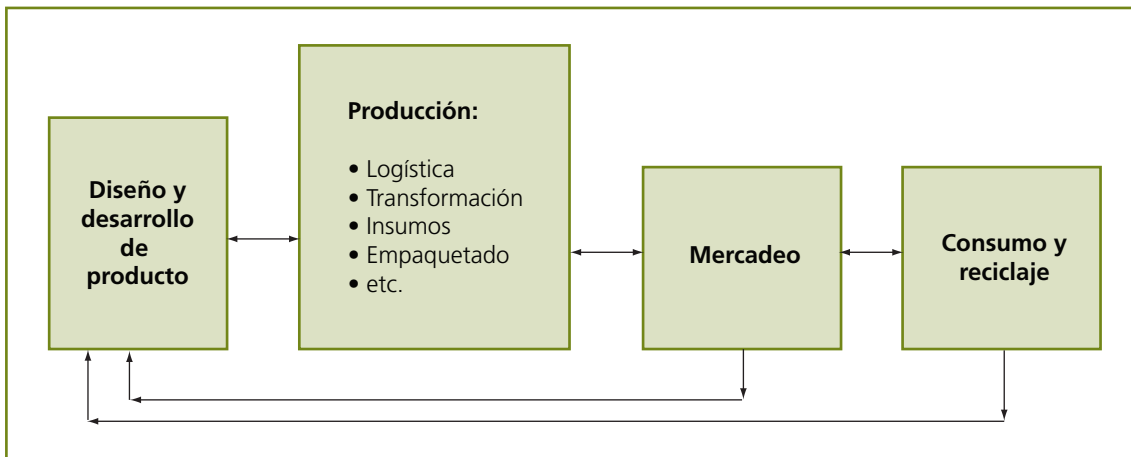 Diseño y
desarrollo
de
producto
Producción:
• Logística
• Transformación
• Insumos
• Empaquetado
• etc.
Mercadeo
Consumo y
reciclaje